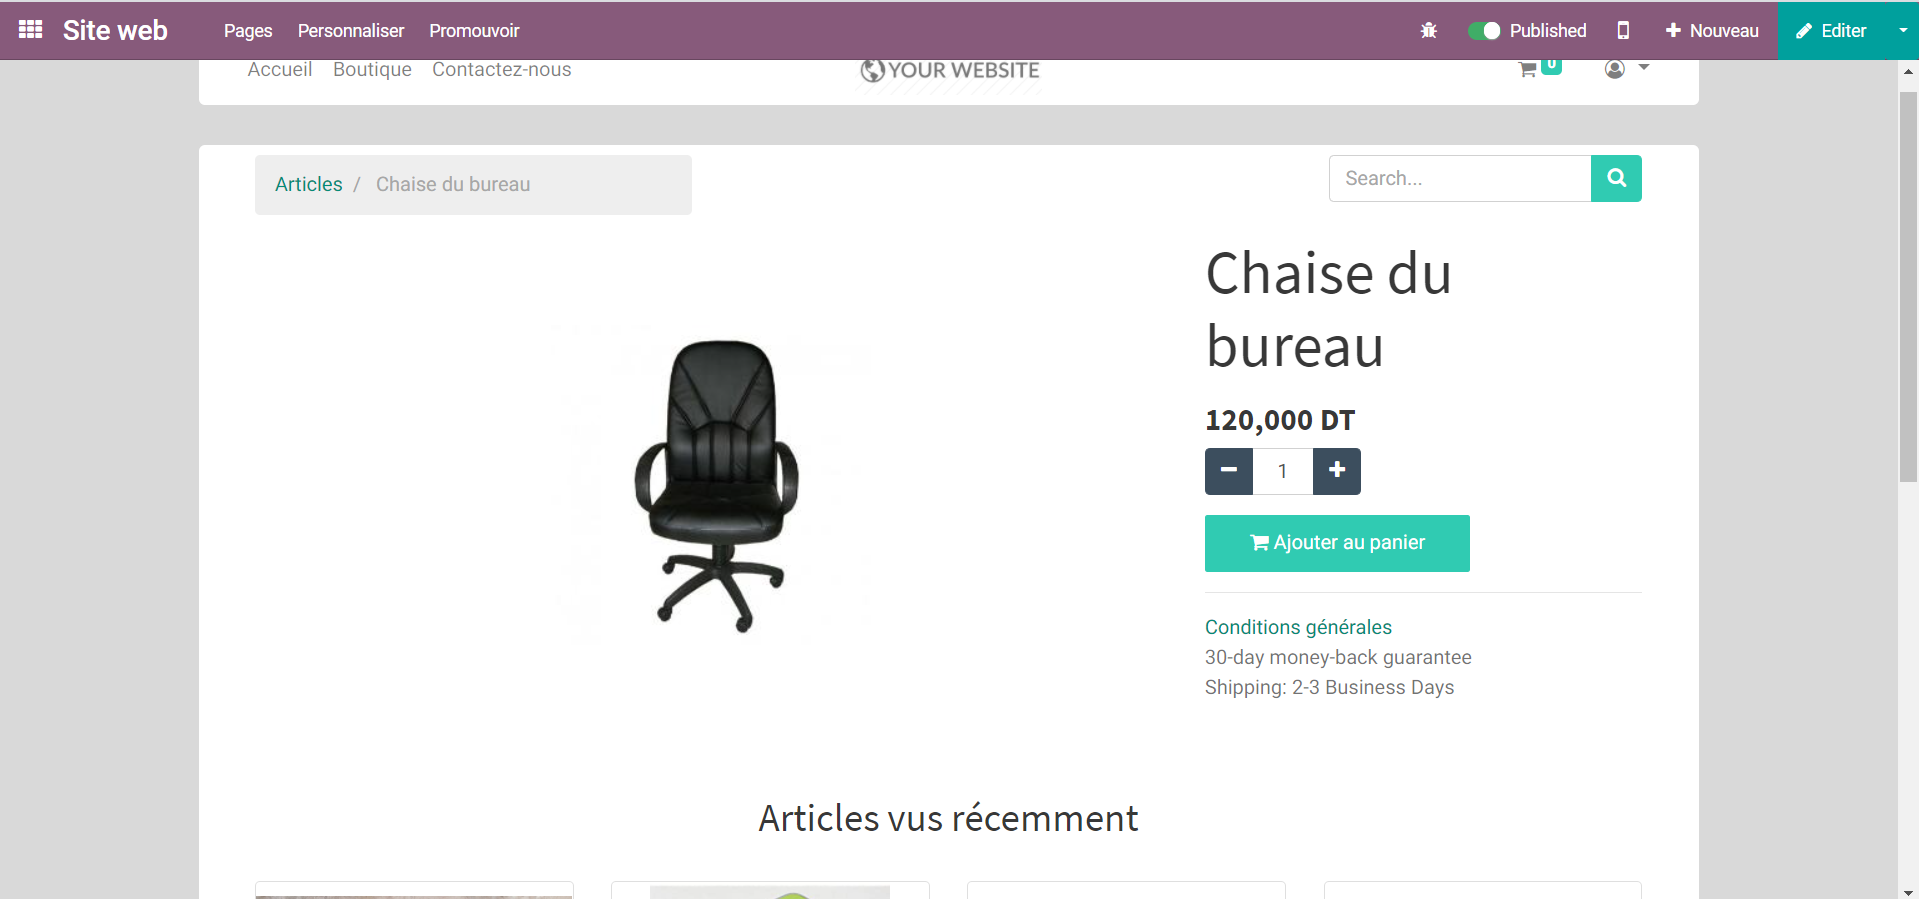 Site web
Pages
Personnaliser
Promouvoir
Published
Nouveau
Editer
Accueil
Boutique
Contactez-nous
YOUR WEBSITE
0
Articles / Chaise du bureau
Search...
Chaise du
bureau
120,000 DT
1
Ajouter au panier
Conditions générales
30-day money-back guarantee
Shipping: 2-3 Business Days
Articles vus récemment